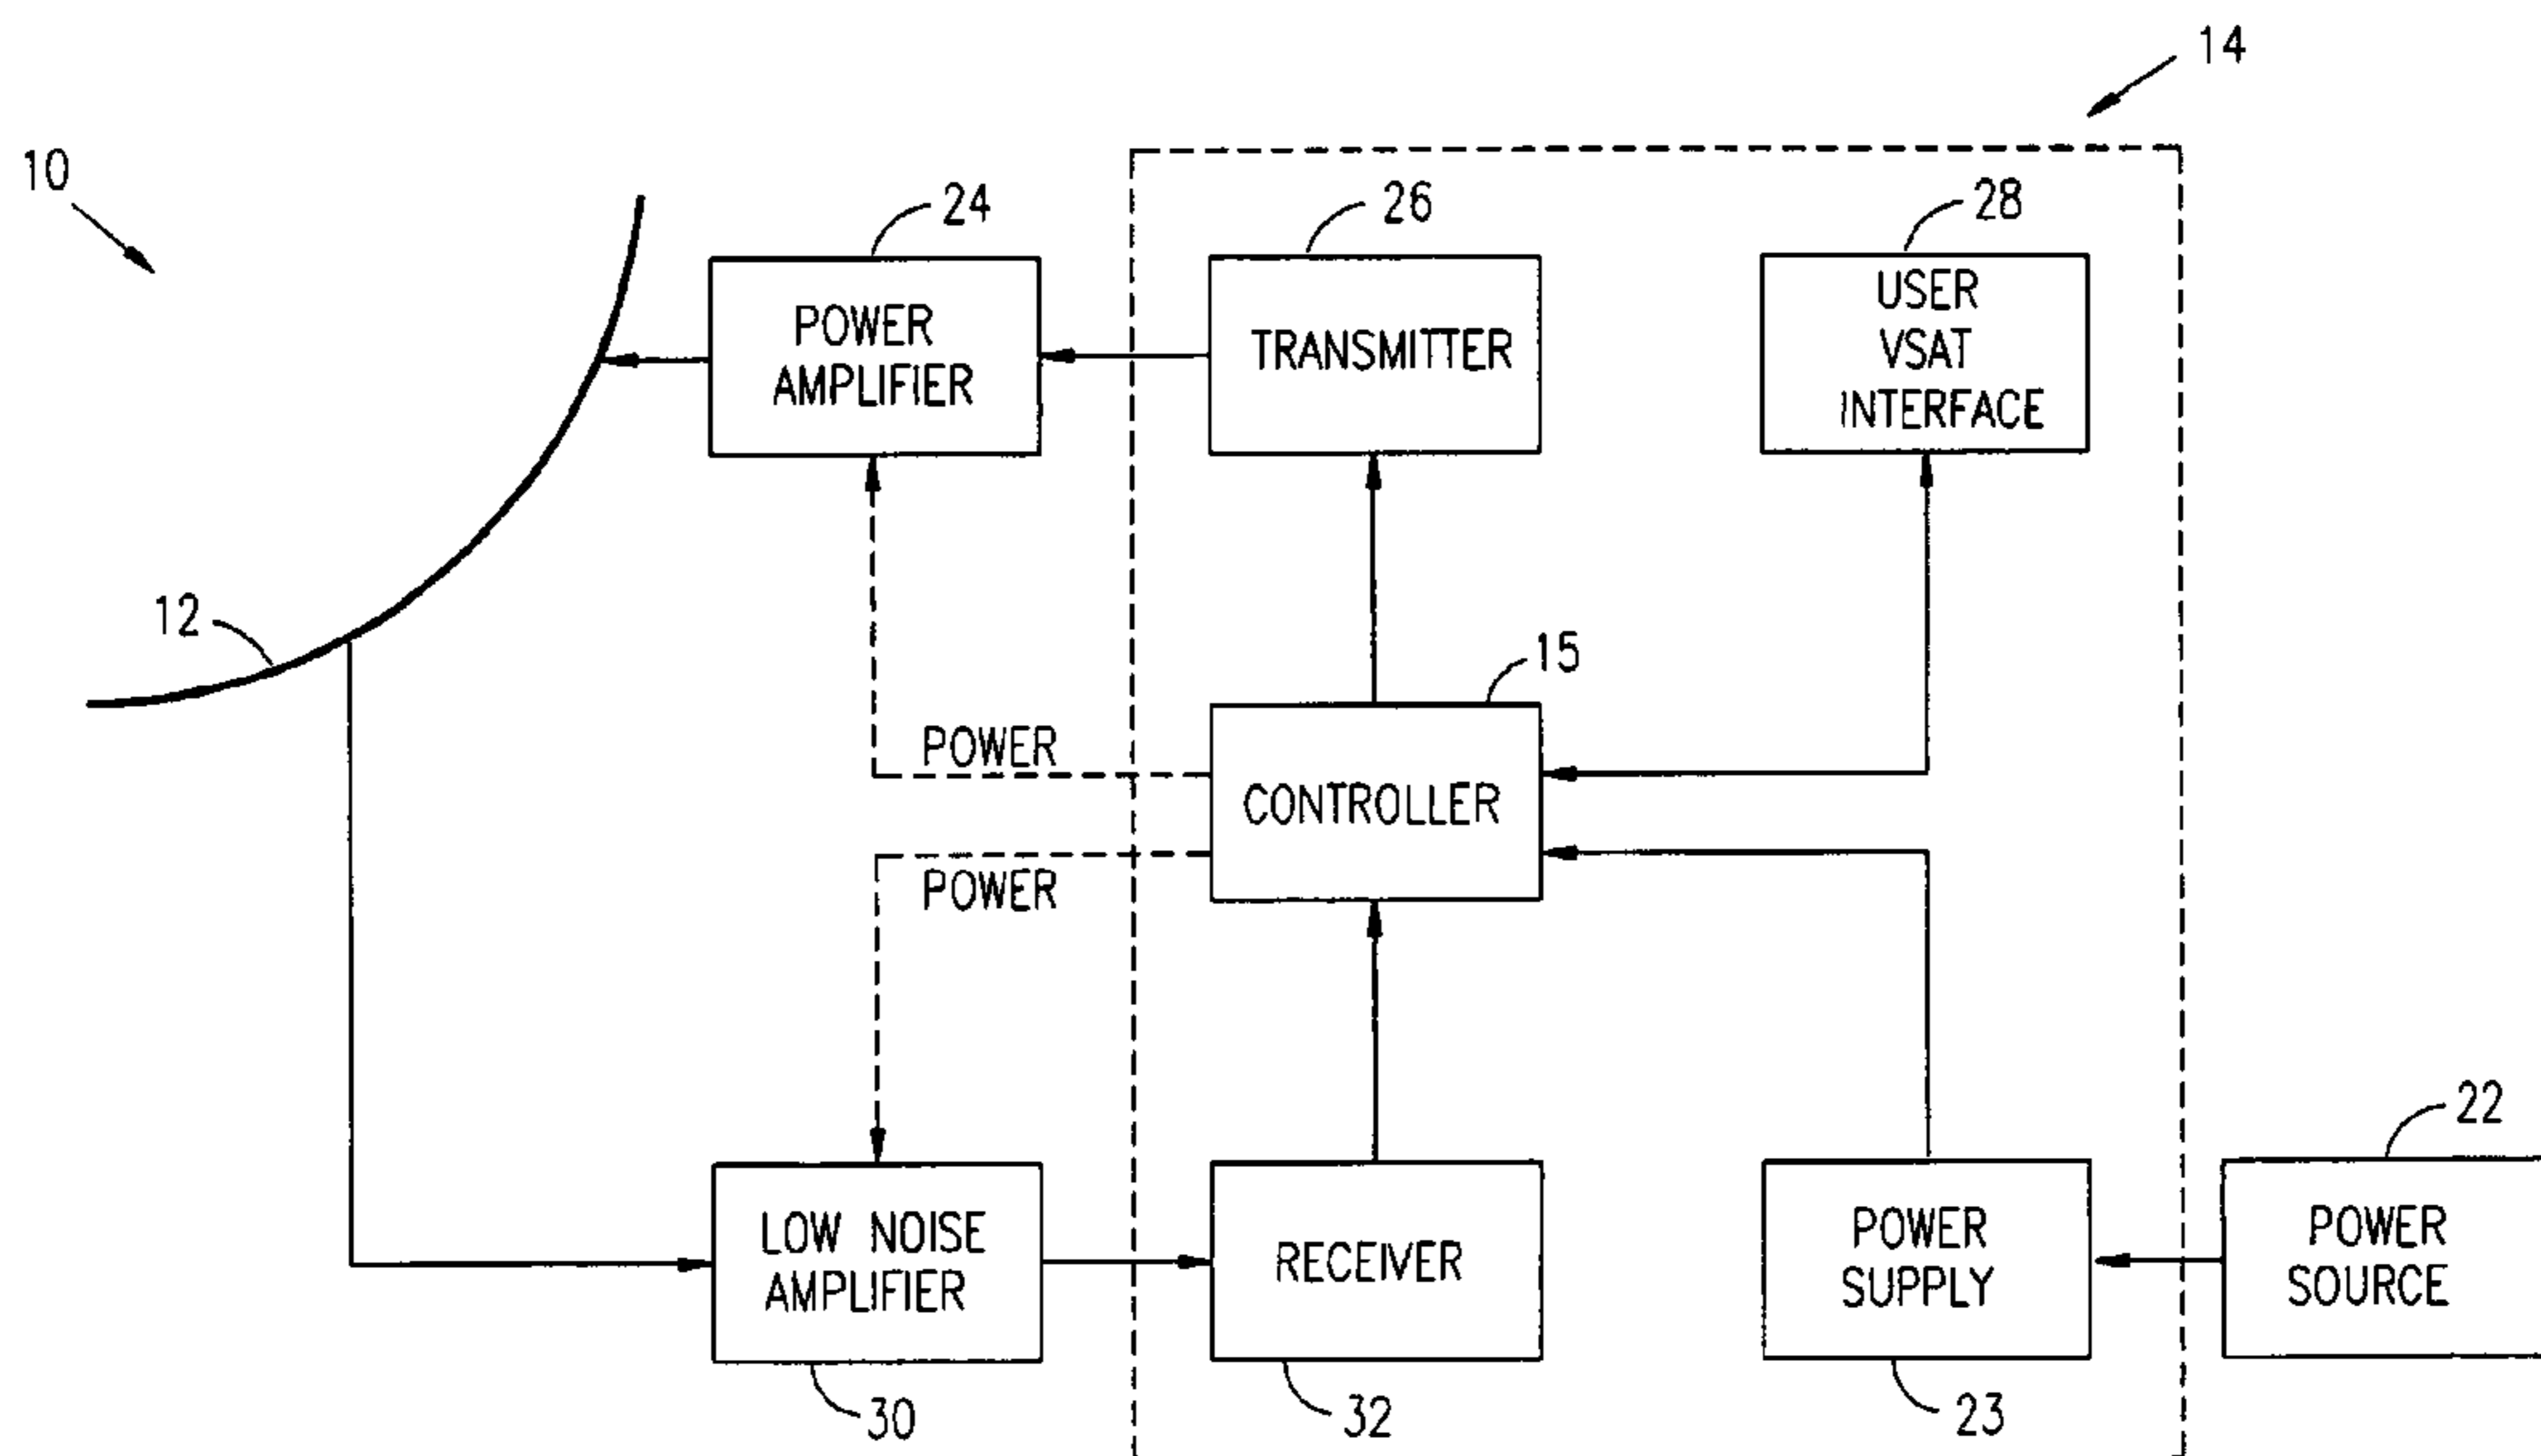 14
10
24
26
28
POWER
AMPLIFIER
TRANSMITTER
USER
VSAT
INTERFACE
12
15
POWER
CONTROLLER
POWER
22
LOW NOISE
AMPLIFIER
RECEIVER
POWER
SUPPLY
POWER
SOURCE
30
32
23